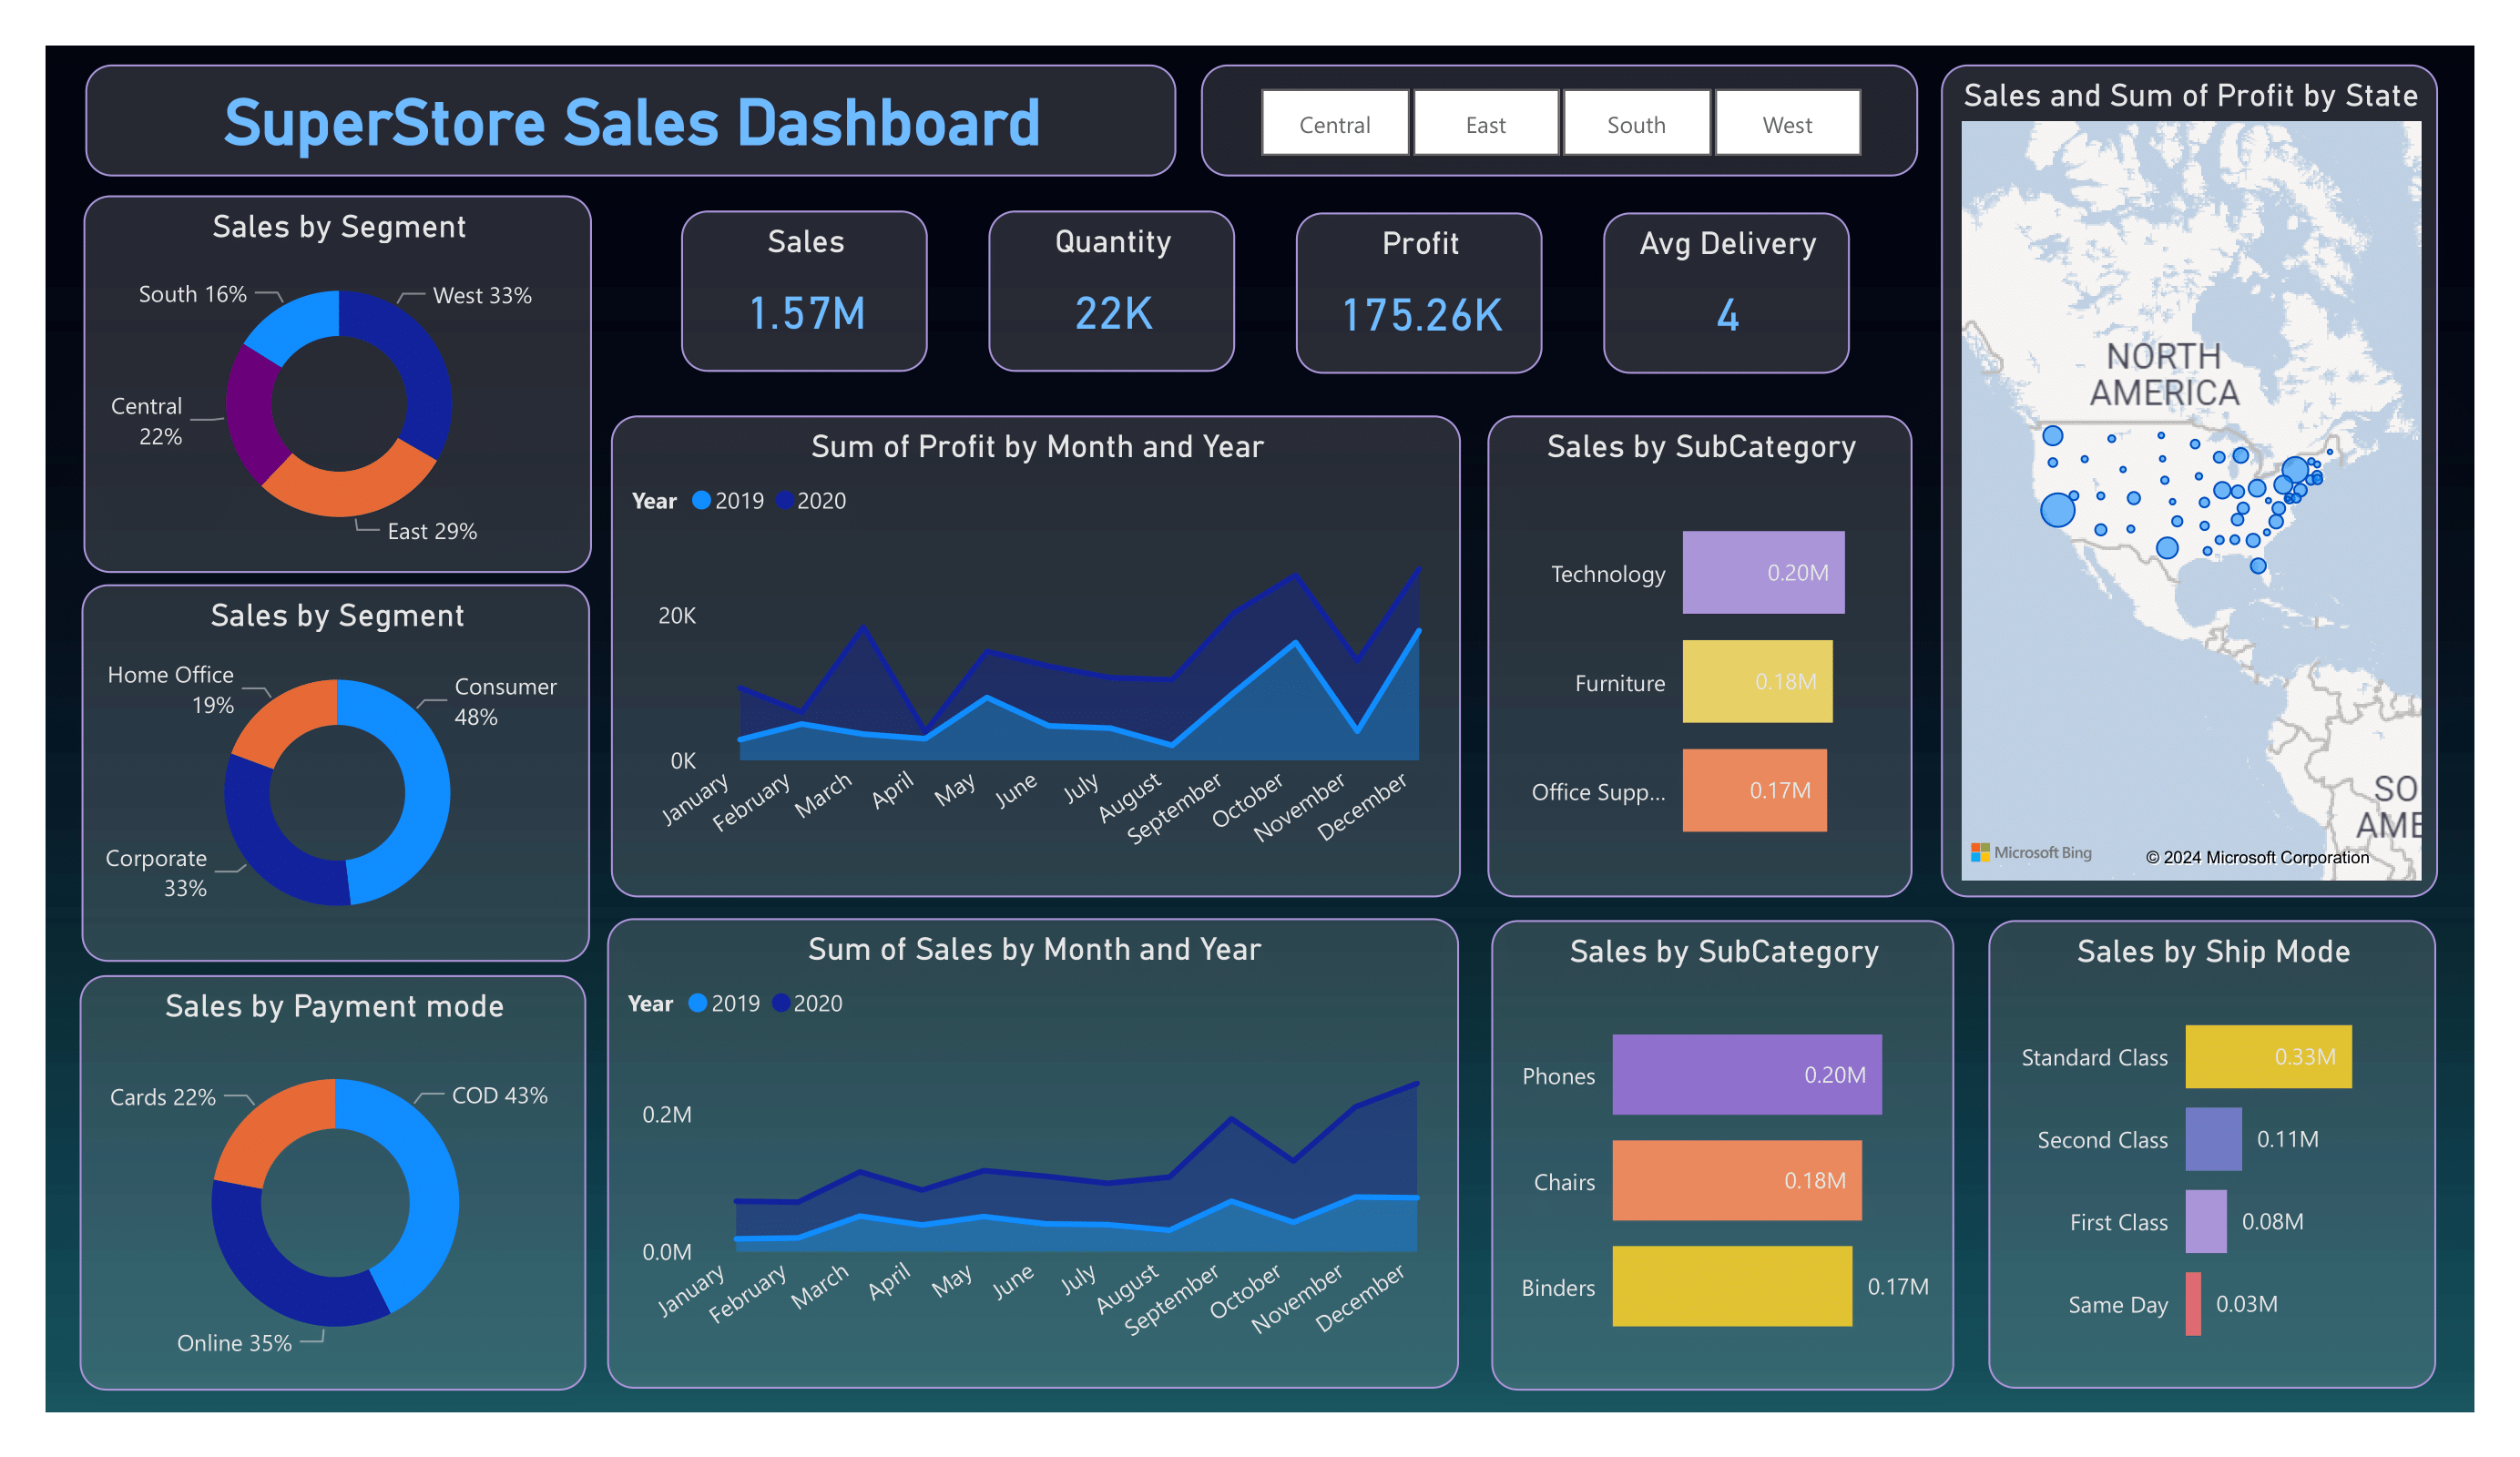 SuperStore Sales Dashboard
Central
East
South
West
Sales and Sum of Profit by State
NORTH
AMERICA
SO
AME
Microsoft Bing
© 2024 Microsoft Corporation
Sales by Segment
South 16%
West 33%
Central
22%
East 29%
Sales
1.57M
Quantity
22K
Profit
175.26K
Avg Delivery
4
Sales by Segment
Home Office
19%
Consumer
48%
Corporate
33%
Sum of Profit by Month and Year
Year 2019 2020
20K
0K
January
February
March
April
May
June
July
August
September
October
November
December
Sales by SubCategory
Technology 0.20M
Furniture 0.18M
Office Supp... 0.17M
Sales by Payment mode
Cards 22%
COD 43%
Online 35%
Sum of Sales by Month and Year
Year 2019 2020
0.2M
0.0M
January
February
March
April
May
June
July
August
September
October
November
December
Sales by SubCategory
Phones 0.20M
Chairs 0.18M
Binders 0.17M
Sales by Ship Mode
Standard Class 0.33M
Second Class 0.11M
First Class 0.08M
Same Day 0.03M